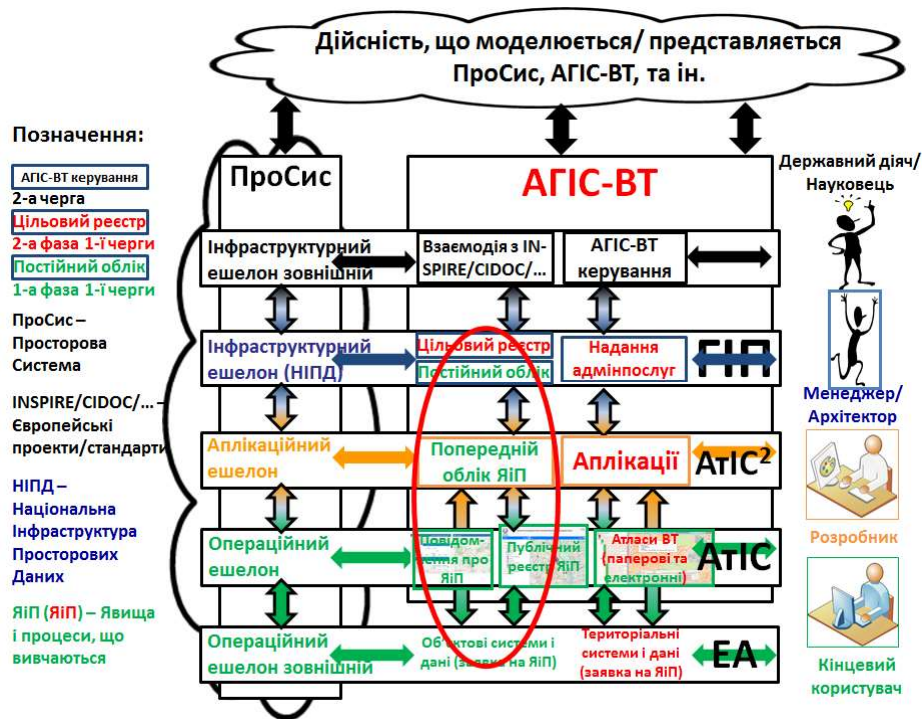 Дійсність, що моделюється/ представляється
ПроСис, АГІС-ВТ, та ін.
Позначення:
АГІС-ВТ керування
2-а черга
Цільовий реєстр
2-а фаза 1-ї черги
Постійний облік
1-а фаза 1-ї черги
ПроСис –
Просторова
Система
INSPIRE/CIDOC/... –
Європейські
проекти/стандарти
НІПД –
Національна
Інфраструктура
Просторових
Даних
ЯіП (ЯіП) – Явища
і процеси, що
вивчаються
ПроСис
АГІС-ВТ
Інфраструктурний
ешелон зовнішній
Взаємодія з IN-
SPIRE/CIDOC/...
АГІС-ВТ
керування
Інфраструктурний
ешелон (НІПД)
Цільовий реєстр
Постійний облік
Надання
адмінпослуг
ГІП
Аплікаційний
ешелон
Попередній
облік ЯіП
Аплікації
АтІС²
Операційний
ешелон
Повідом-
лення про
ЯіП
Публічний
реєстр ЯіП
Атласи ВТ
(паперові та
електронні)
АтІС
Операційний
ешелон зовнішній
Об'єктові системи і
дані (заявка на ЯіП)
Територіальні
системи і дані
(заявка на ЯіП)
ЕА
Державний діяч/
Науковець
Менеджер/
Архітектор
Розробник
Кінцевий
користувач